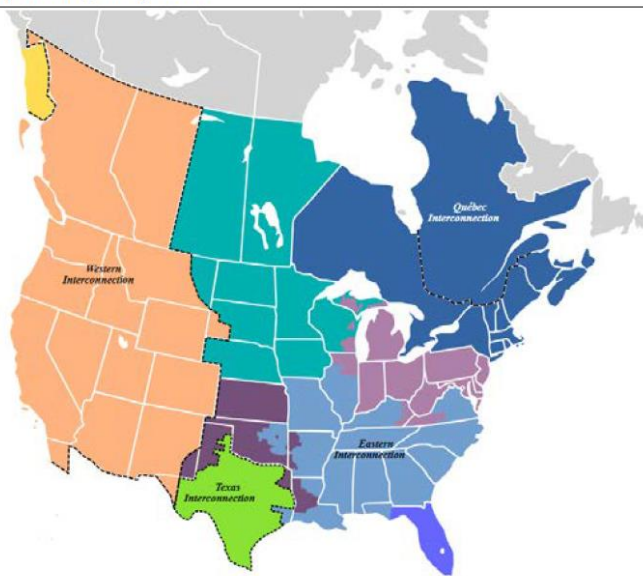 Québec
Interconnection
Western
Interconnection
Eastern
Interconnection
Texas
Interconnection